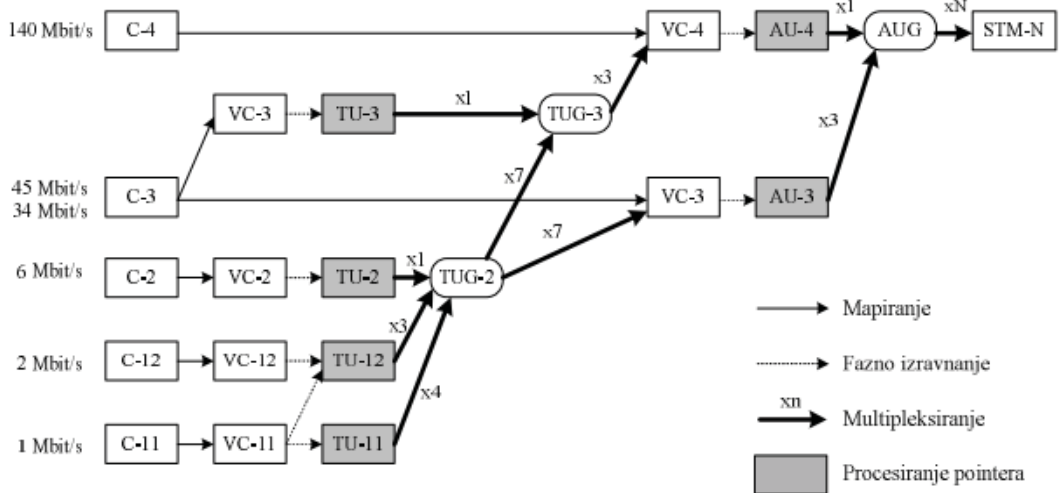 140 Mbit/s C-4 VC-4 AU-4 x1 AUG xN STM-N
x3
VC-3 TU-3 x1 TUG-3
x3
x7
45 Mbit/s
34 Mbit/s
C-3 VC-3 AU-3
x7
6 Mbit/s C-2 VC-2 TU-2 x1 TUG-2
x3
2 Mbit/s C-12 VC-12 TU-12
x4
1 Mbit/s C-11 VC-11 TU-11
Mapiranje
Fazno izravnanje
xn
Multipleksiranje
Procesiranje pointera